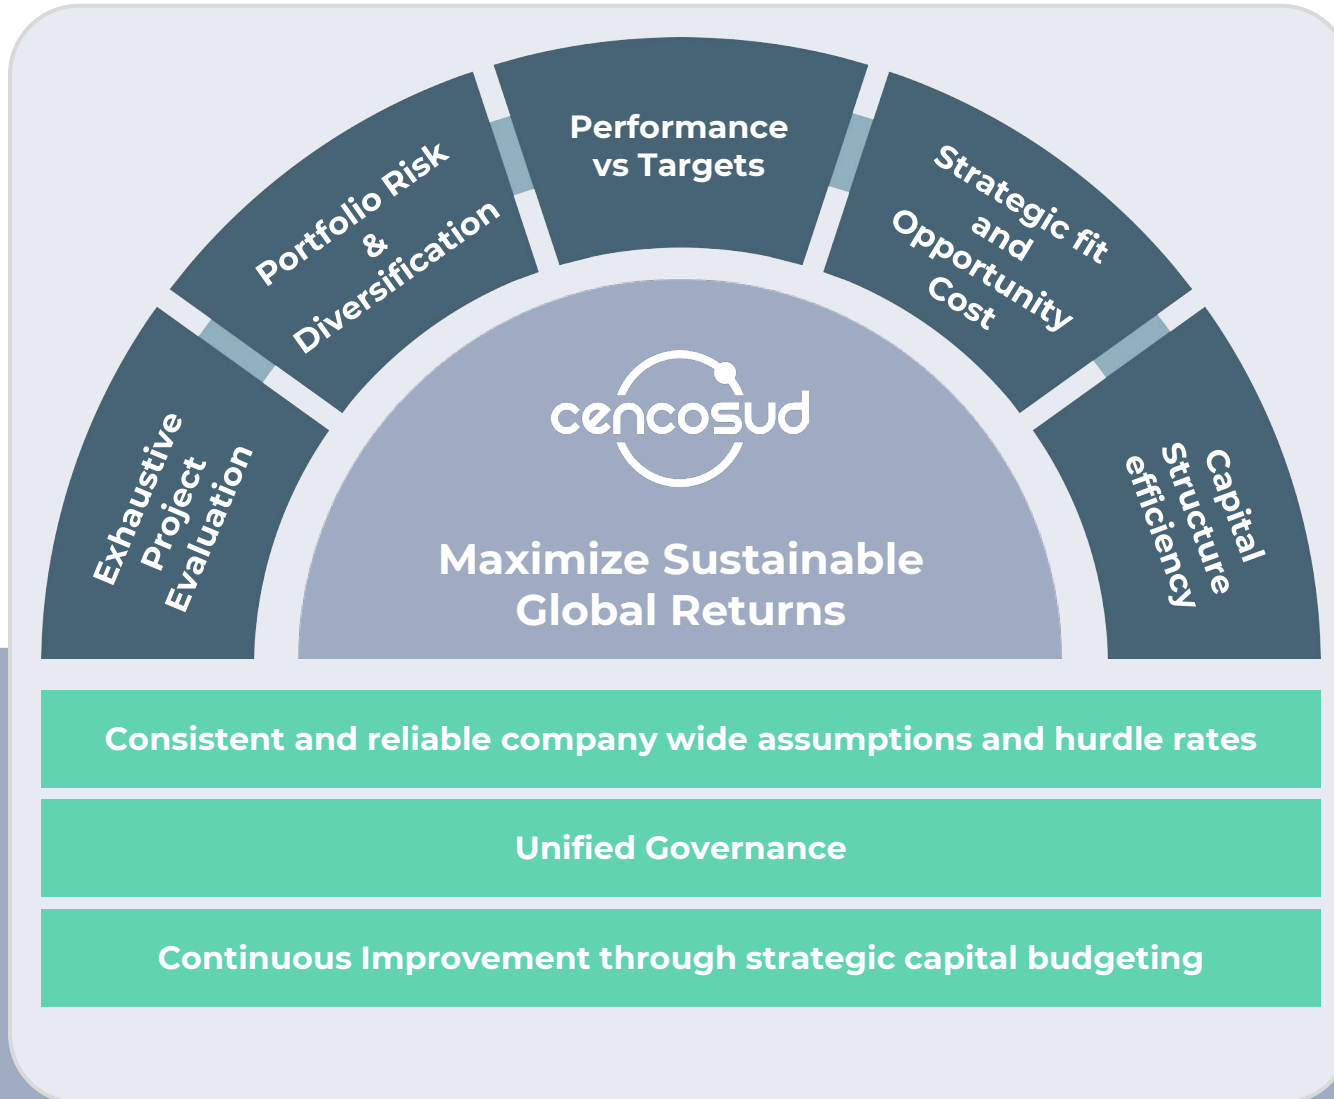 Exhaustive
Project
Evaluation
Portfolio Risk
&
Diversification
Performance
vs Targets
Strategic fit
and
Opportunity
Cost
Capital
Structure
efficiency
cencosud
Maximize Sustainable
Global Returns
Consistent and reliable company wide assumptions and hurdle rates
Unified Governance
Continuous Improvement through strategic capital budgeting